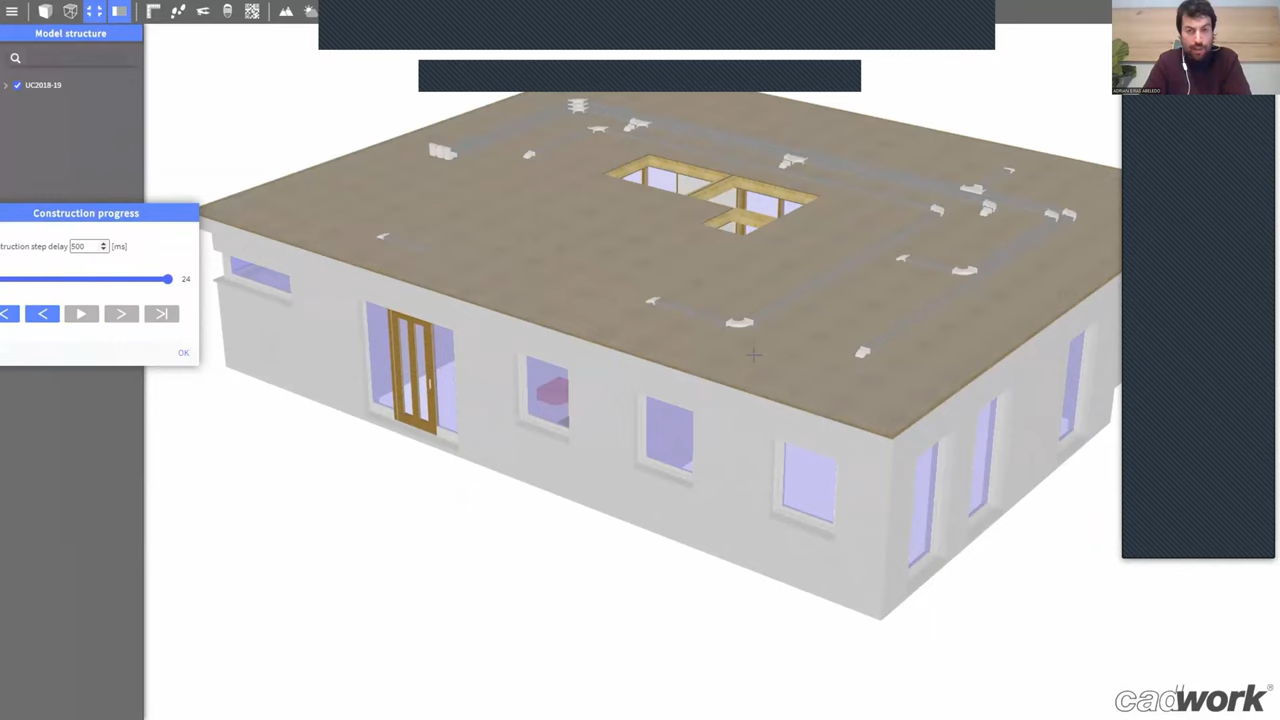 Model structure
UC2018-19
Construction progress
truction step delay 500 [ms]
24
OK
cadwork®